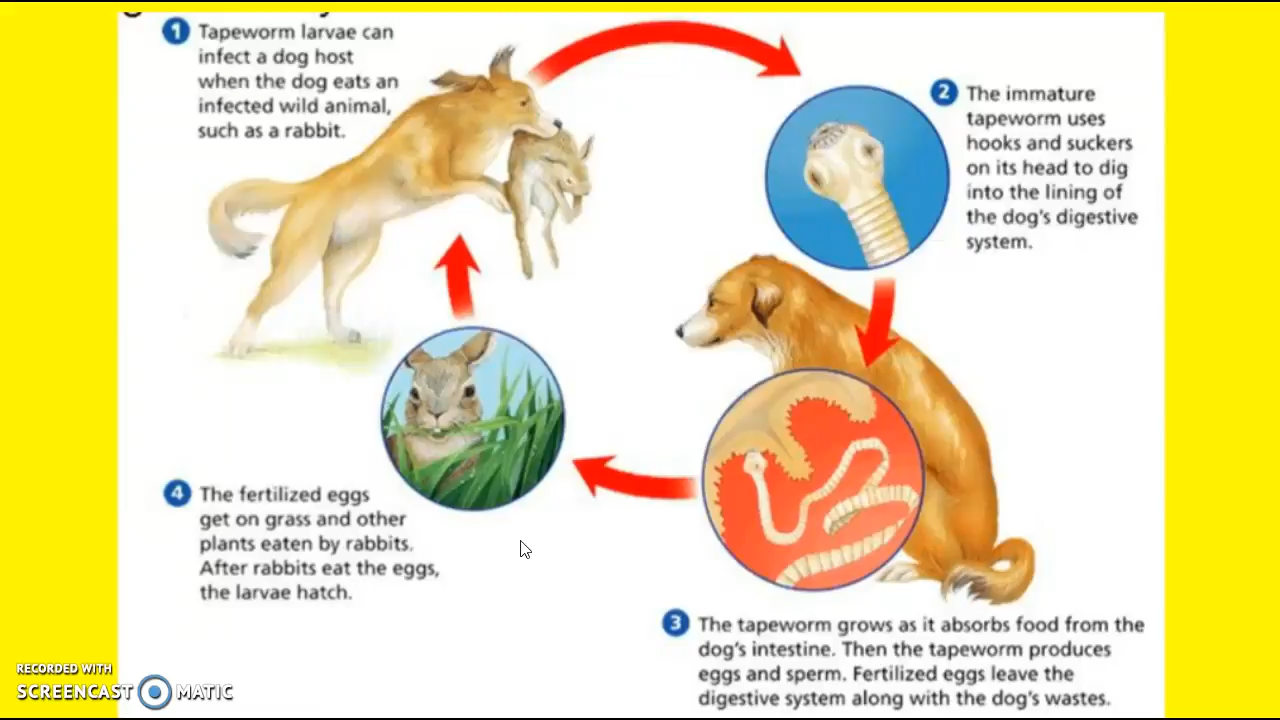 1 Tapeworm larvae can
infect a dog host
when the dog eats an
infected wild animal,
such as a rabbit.
2 The immature
tapeworm uses
hooks and suckers
on its head to dig
into the lining of
the dog's digestive
system.
3 The tapeworm grows as it absorbs food from the
dog's intestine. Then the tapeworm produces
eggs and sperm. Fertilized eggs leave the
digestive system along with the dog's wastes.
4 The fertilized eggs
get on grass and other
plants eaten by rabbits.
After rabbits eat the eggs,
the larvae hatch.
RECORDED WITH
SCREENCAST MATIC